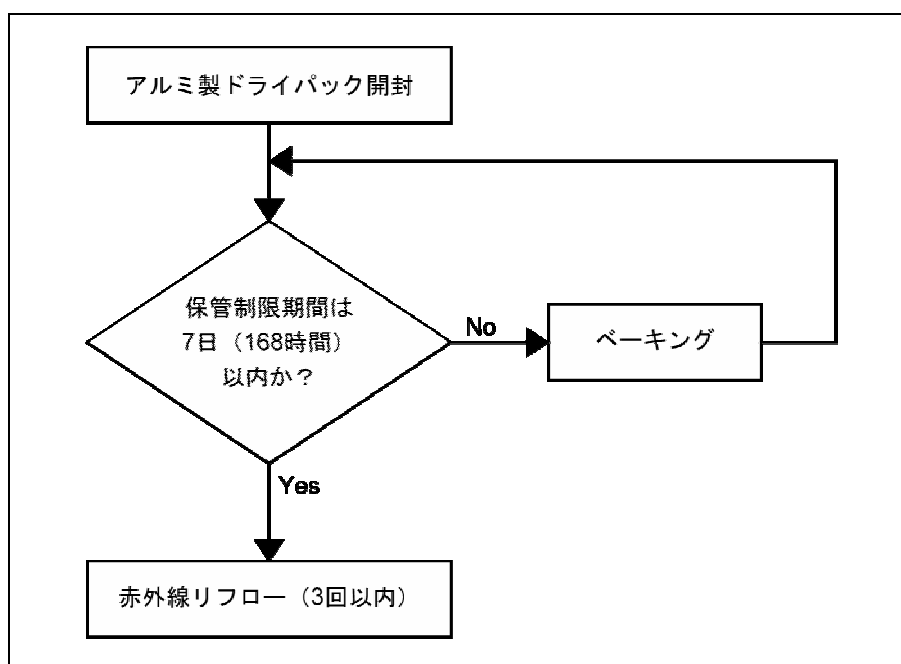 アルミ製ドライパック開封
保管制限期間は
7日（168時間）
以内か？
No
ベーキング
Yes
赤外線リフロー（3回以内）